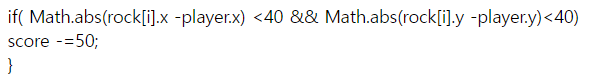 if( Math.abs(rock[i].x -player.x) <40 && Math.abs(rock[i].y -player.y)<40)
score -=50;
}